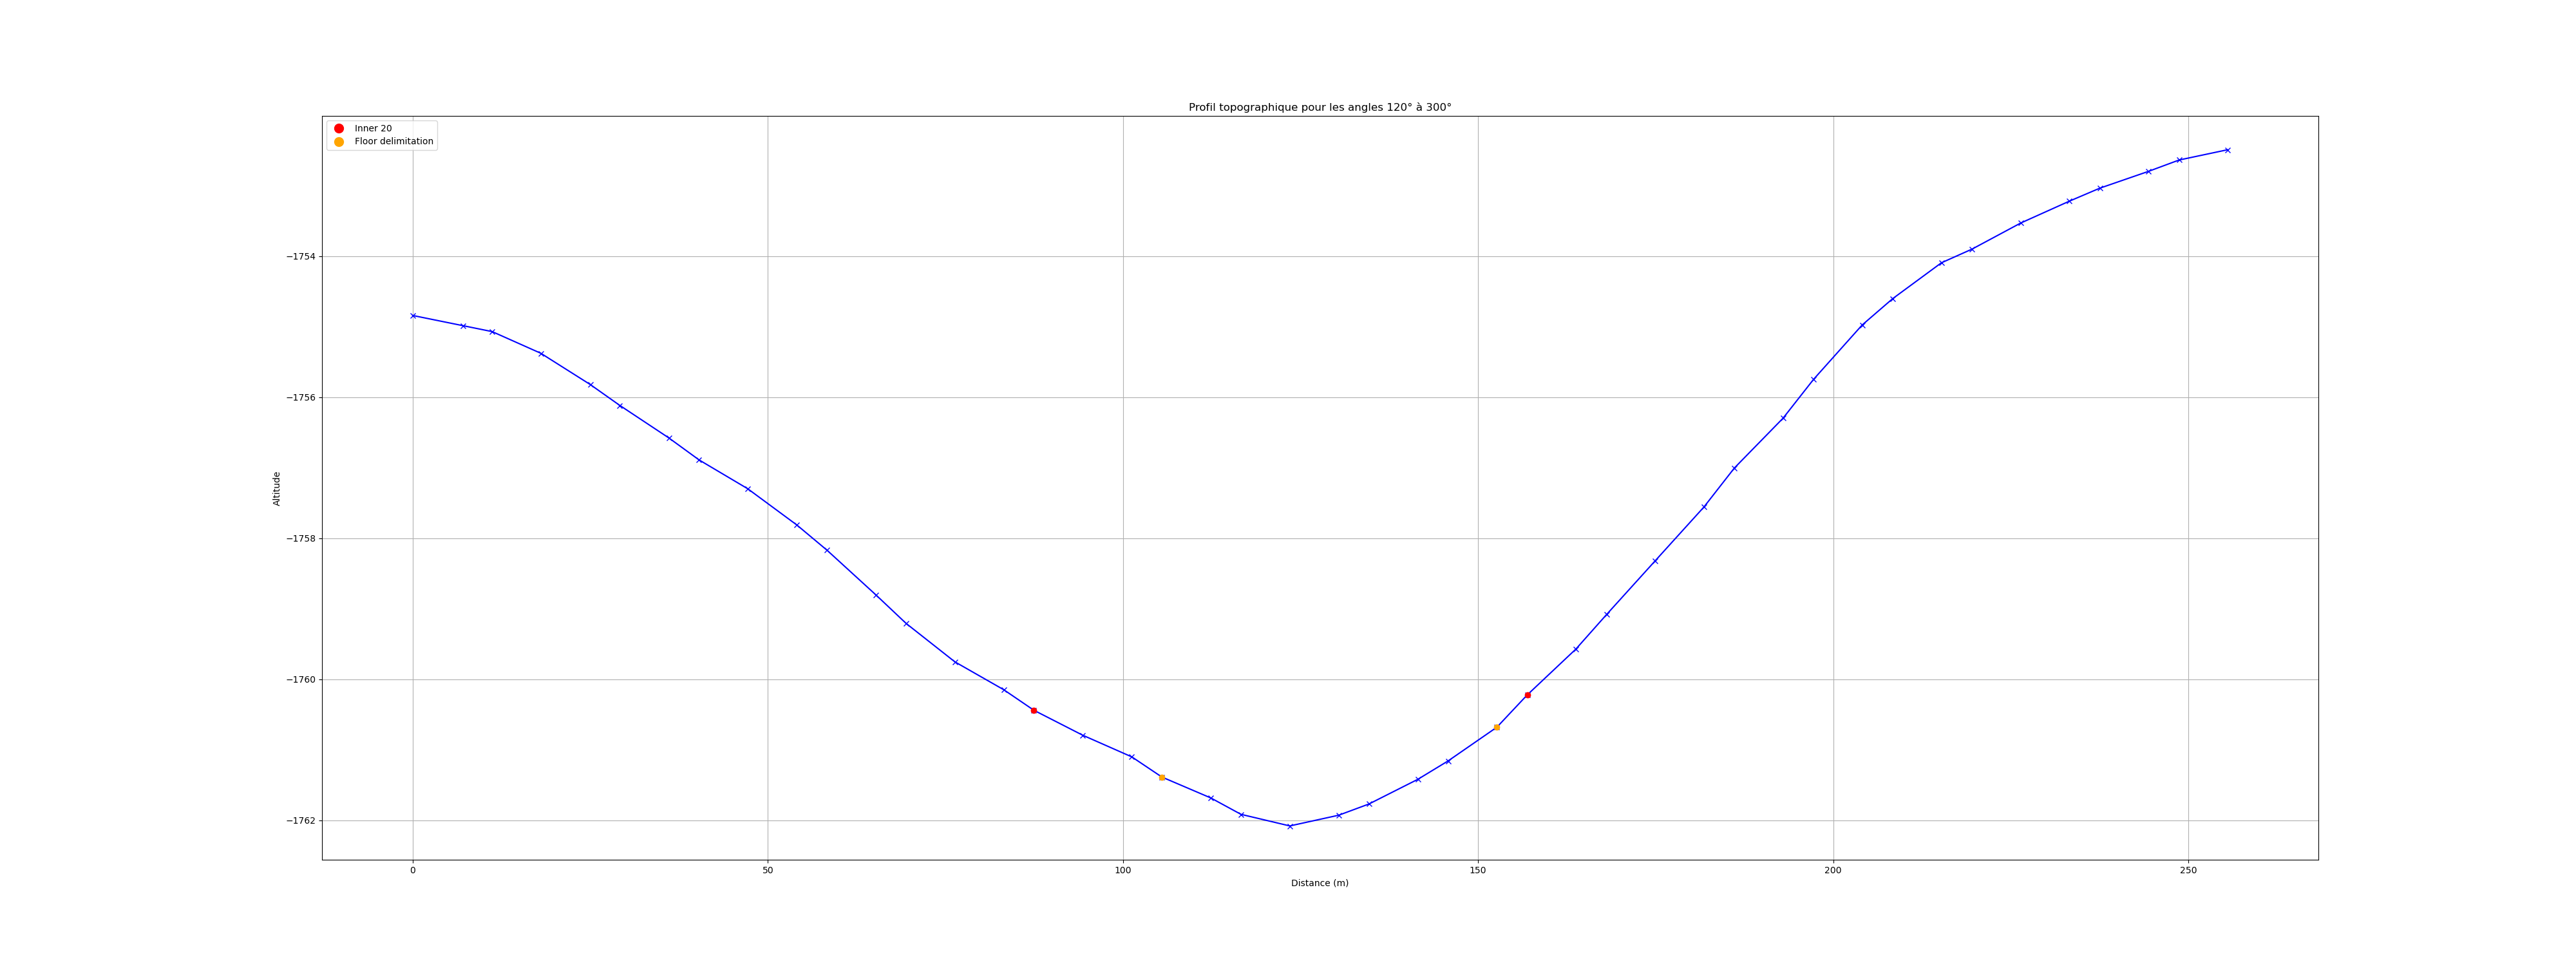 Profil topographique pour les angles 120° à 300°
Inner 20
Floor delimitation
−1754
−1756
−1758
−1760
−1762
Altitude
0 50 100 150 200 250
Distance (m)